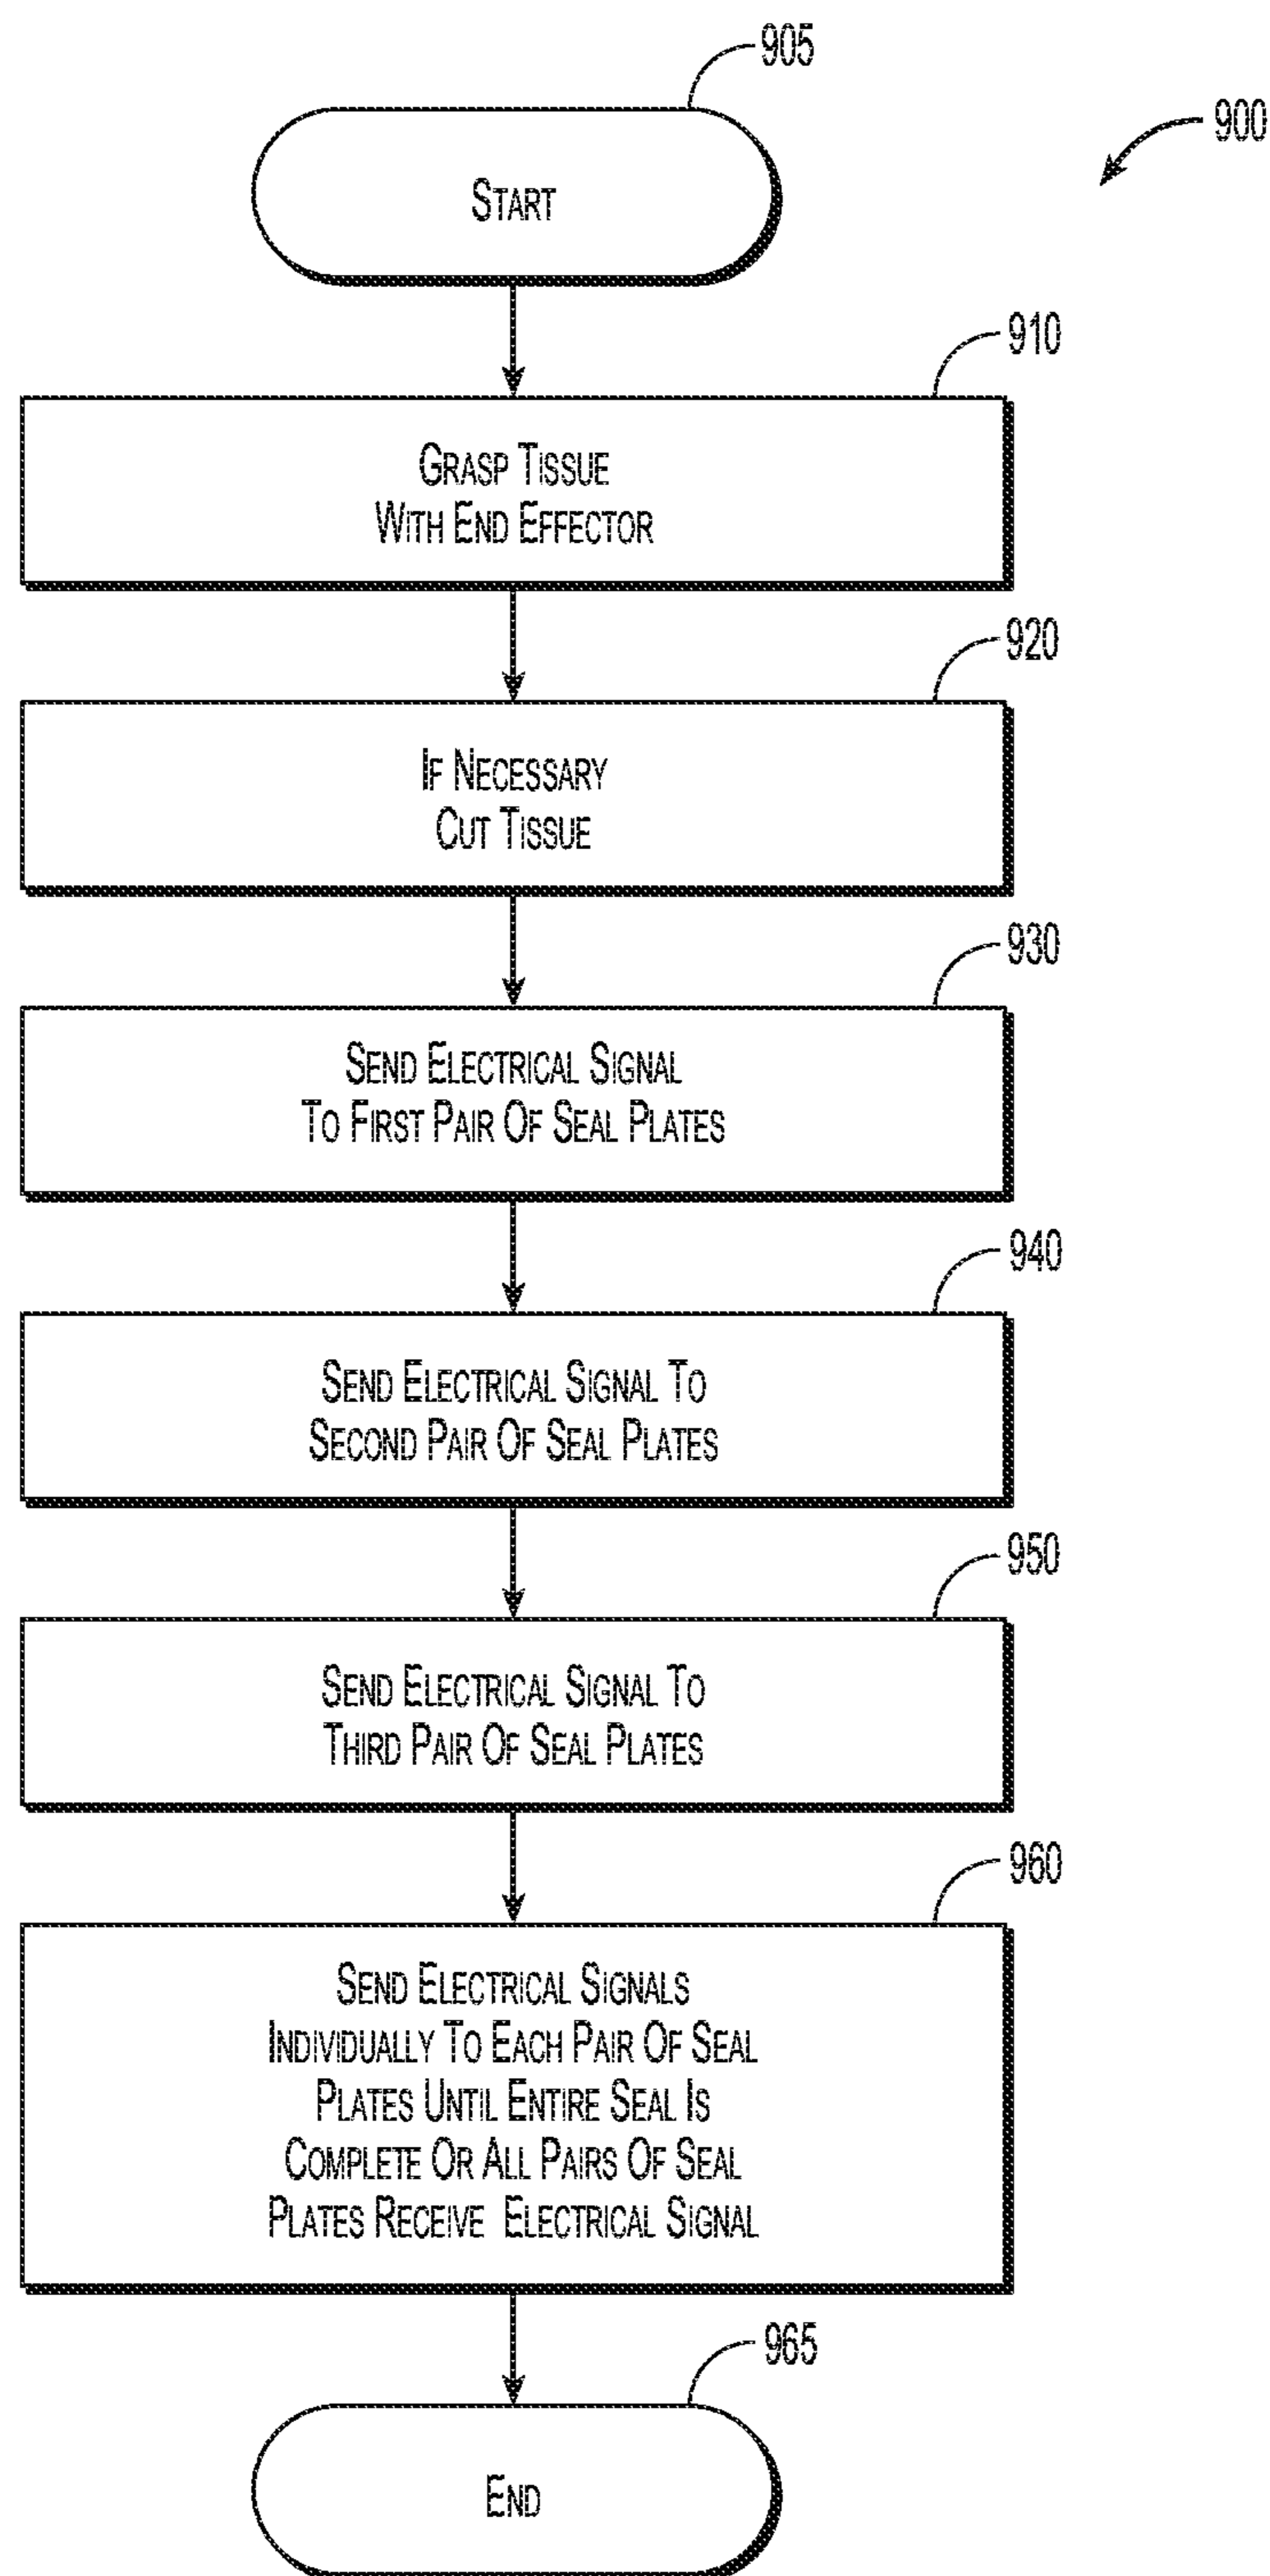 905
900
START
910
GRASP TISSUE
WITH END EFFECTOR
920
IF NECESSARY
CUT TISSUE
930
SEND ELECTRICAL SIGNAL
TO FIRST PAIR OF SEAL PLATES
940
SEND ELECTRICAL SIGNAL TO
SECOND PAIR OF SEAL PLATES
950
SEND ELECTRICAL SIGNAL TO
THIRD PAIR OF SEAL PLATES
960
SEND ELECTRICAL SIGNALS
INDIVIDUALLY TO EACH PAIR OF SEAL
PLATES UNTIL ENTIRE SEAL IS
COMPLETE OR ALL PAIRS OF SEAL
PLATES RECEIVE ELECTRICAL SIGNAL
965
END